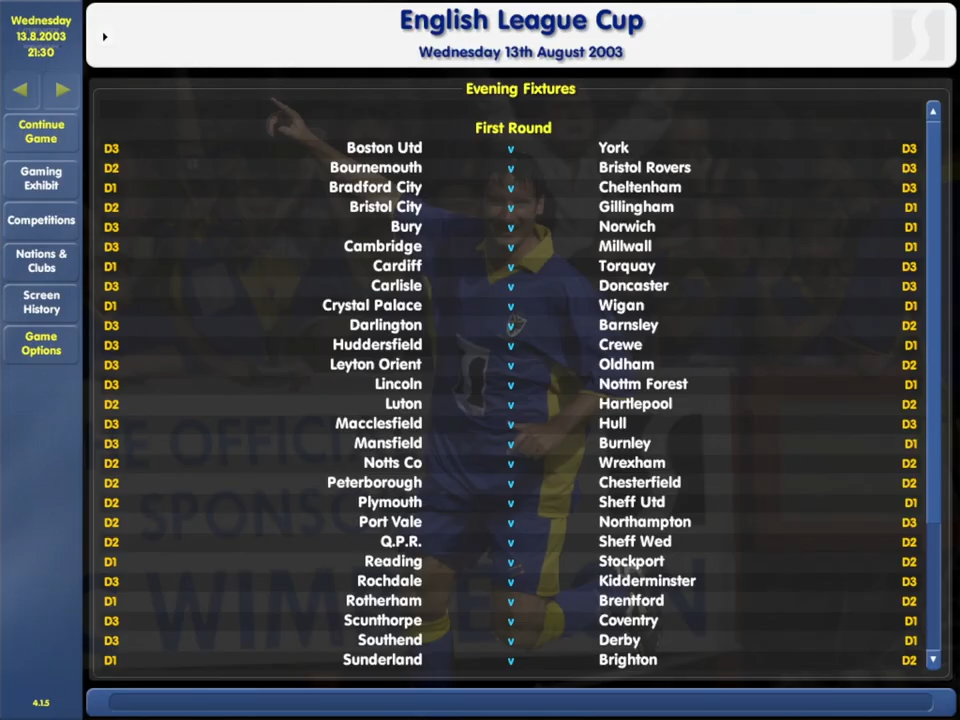 Wednesday
13.8.2003
21:30
English League Cup
Wednesday 13th August 2003
Continue
Game
Gaming
Exhibit
Competitions
Nations &
Clubs
Screen
History
Game
Options
4.1.5
Evening Fixtures
First Round
D3 Boston Utd v York D3
D2 Bournemouth v Bristol Rovers D3
D1 Bradford City v Cheltenham D3
D2 Bristol City v Gillingham D1
D3 Bury v Norwich D1
D3 Cambridge v Millwall D1
D1 Cardiff v Torquay D3
D3 Carlisle v Doncaster D3
D1 Crystal Palace v Wigan D1
D3 Darlington v Barnsley D2
D3 Huddersfield v Crewe D1
D3 Leyton Orient v Oldham D2
D3 Lincoln v Nottm Forest D1
D2 Luton v Hartlepool D2
D3 Macclesfield v Hull D3
D3 Mansfield v Burnley D1
D2 Notts Co v Wrexham D2
D2 Peterborough v Chesterfield D2
D2 Plymouth v Sheff Utd D1
D2 Port Vale v Northampton D3
D2 Q.P.R. v Sheff Wed D2
D1 Reading v Stockport D2
D3 Rochdale v Kidderminster D3
D1 Rotherham v Brentford D2
D3 Scunthorpe v Coventry D1
D3 Southend v Derby D1
D1 Sunderland v Brighton D2